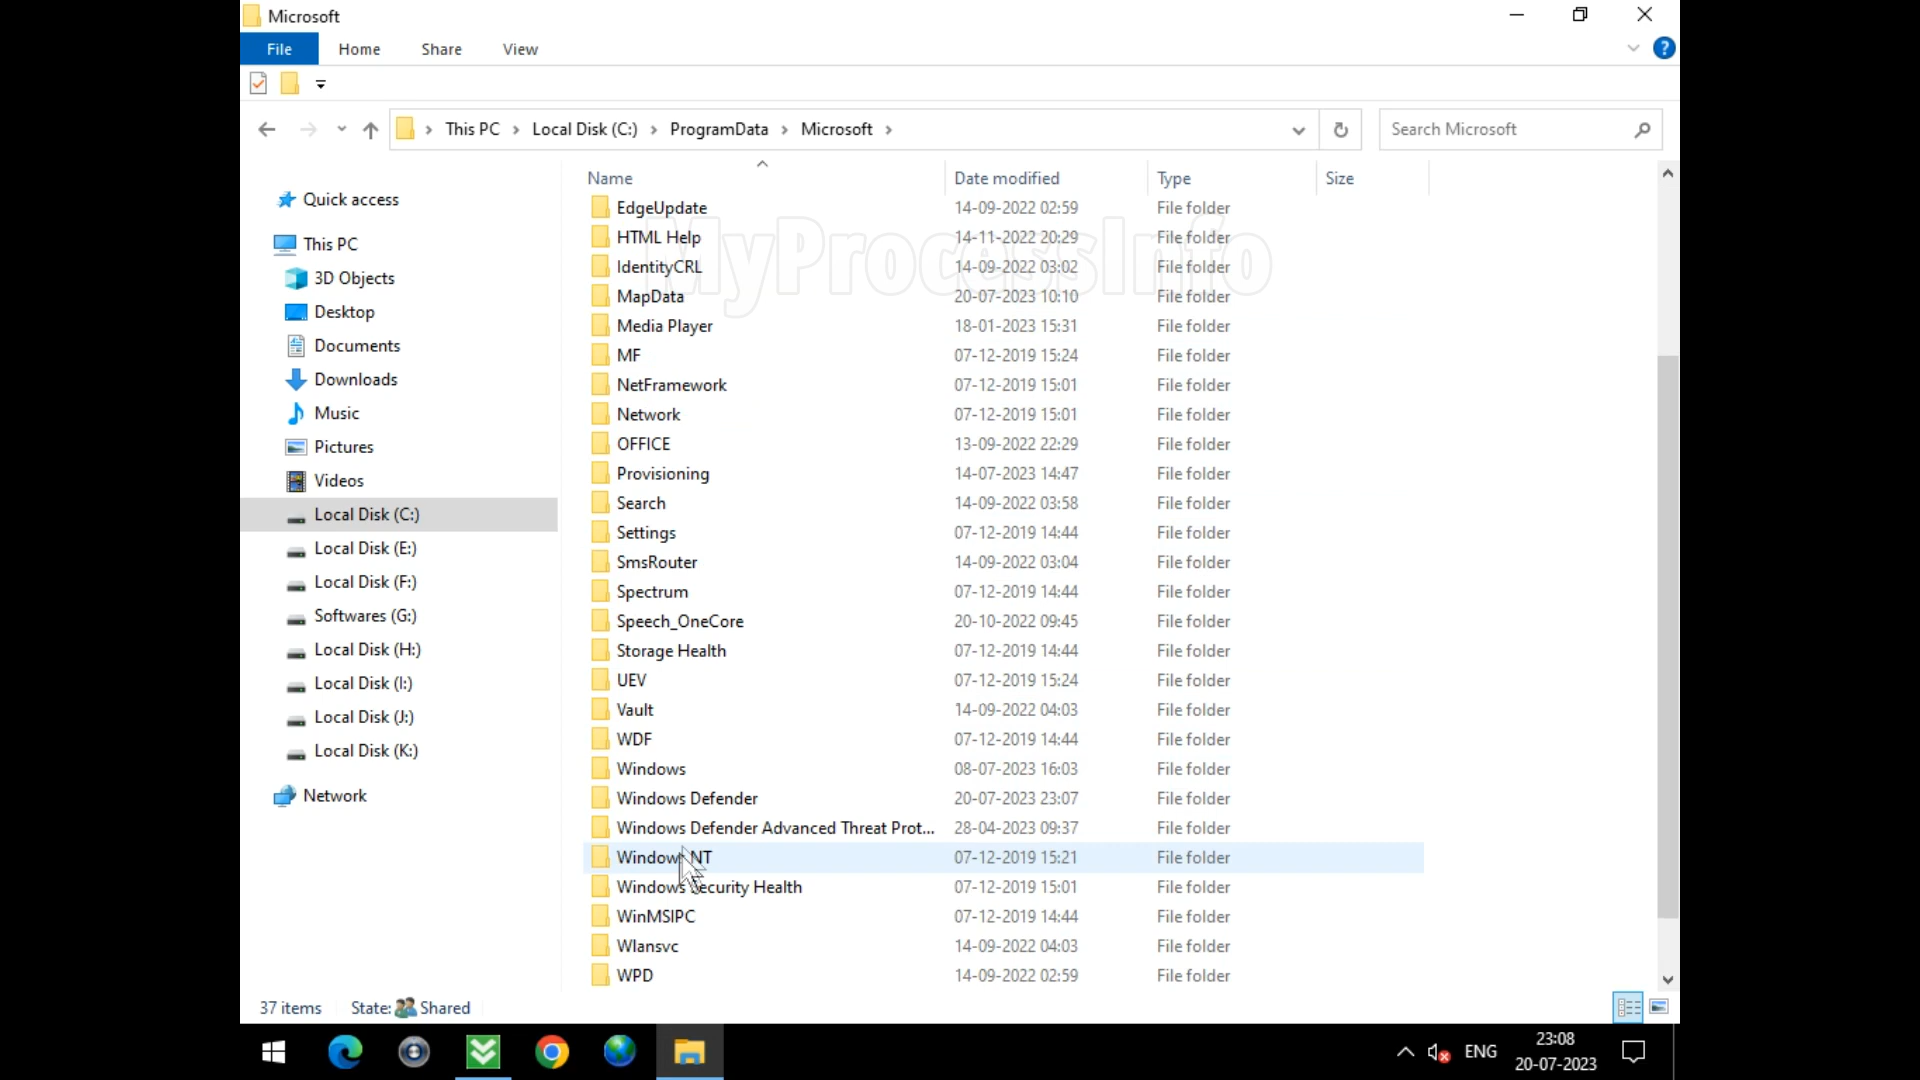 Microsoft
File Home Share View
This PC Local Disk (C:) ProgramData Microsoft
Search Microsoft
Name Date modified Type Size
Quick access
This PC
3D Objects
Desktop
Documents
Downloads
Music
Pictures
Videos
Local Disk (C:)
Local Disk (E:)
Local Disk (F:)
Softwares (G:)
Local Disk (H:)
Local Disk (I:)
Local Disk (J:)
Local Disk (K:)
Network
EdgeUpdate 14-09-2022 02:59 File folder
HTML Help 14-11-2022 20:29 File folder
IdentityCRL 14-09-2022 03:02 File folder
MapData 20-07-2023 10:10 File folder
Media Player 18-01-2023 15:31 File folder
MF 07-12-2019 15:24 File folder
NetFramework 07-12-2019 15:01 File folder
Network 07-12-2019 15:01 File folder
OFFICE 13-09-2022 22:29 File folder
Provisioning 14-07-2023 14:47 File folder
Search 14-09-2022 03:58 File folder
Settings 07-12-2019 14:44 File folder
SmsRouter 14-09-2022 03:04 File folder
Spectrum 07-12-2019 14:44 File folder
Speech_OneCore 20-10-2022 09:45 File folder
Storage Health 07-12-2019 14:44 File folder
UEV 07-12-2019 15:24 File folder
Vault 14-09-2022 04:03 File folder
WDF 07-12-2019 14:44 File folder
Windows 08-07-2023 16:03 File folder
Windows Defender 20-07-2023 23:07 File folder
Windows Defender Advanced Threat Prot... 28-04-2023 09:37 File folder
Windows NT 07-12-2019 15:21 File folder
Windows Security Health 07-12-2019 15:01 File folder
WinMSIPC 07-12-2019 14:44 File folder
Wlansvc 14-09-2022 04:03 File folder
WPD 14-09-2022 02:59 File folder
MyProcessInfo
37 items State: Shared
ENG
23:08
20-07-2023